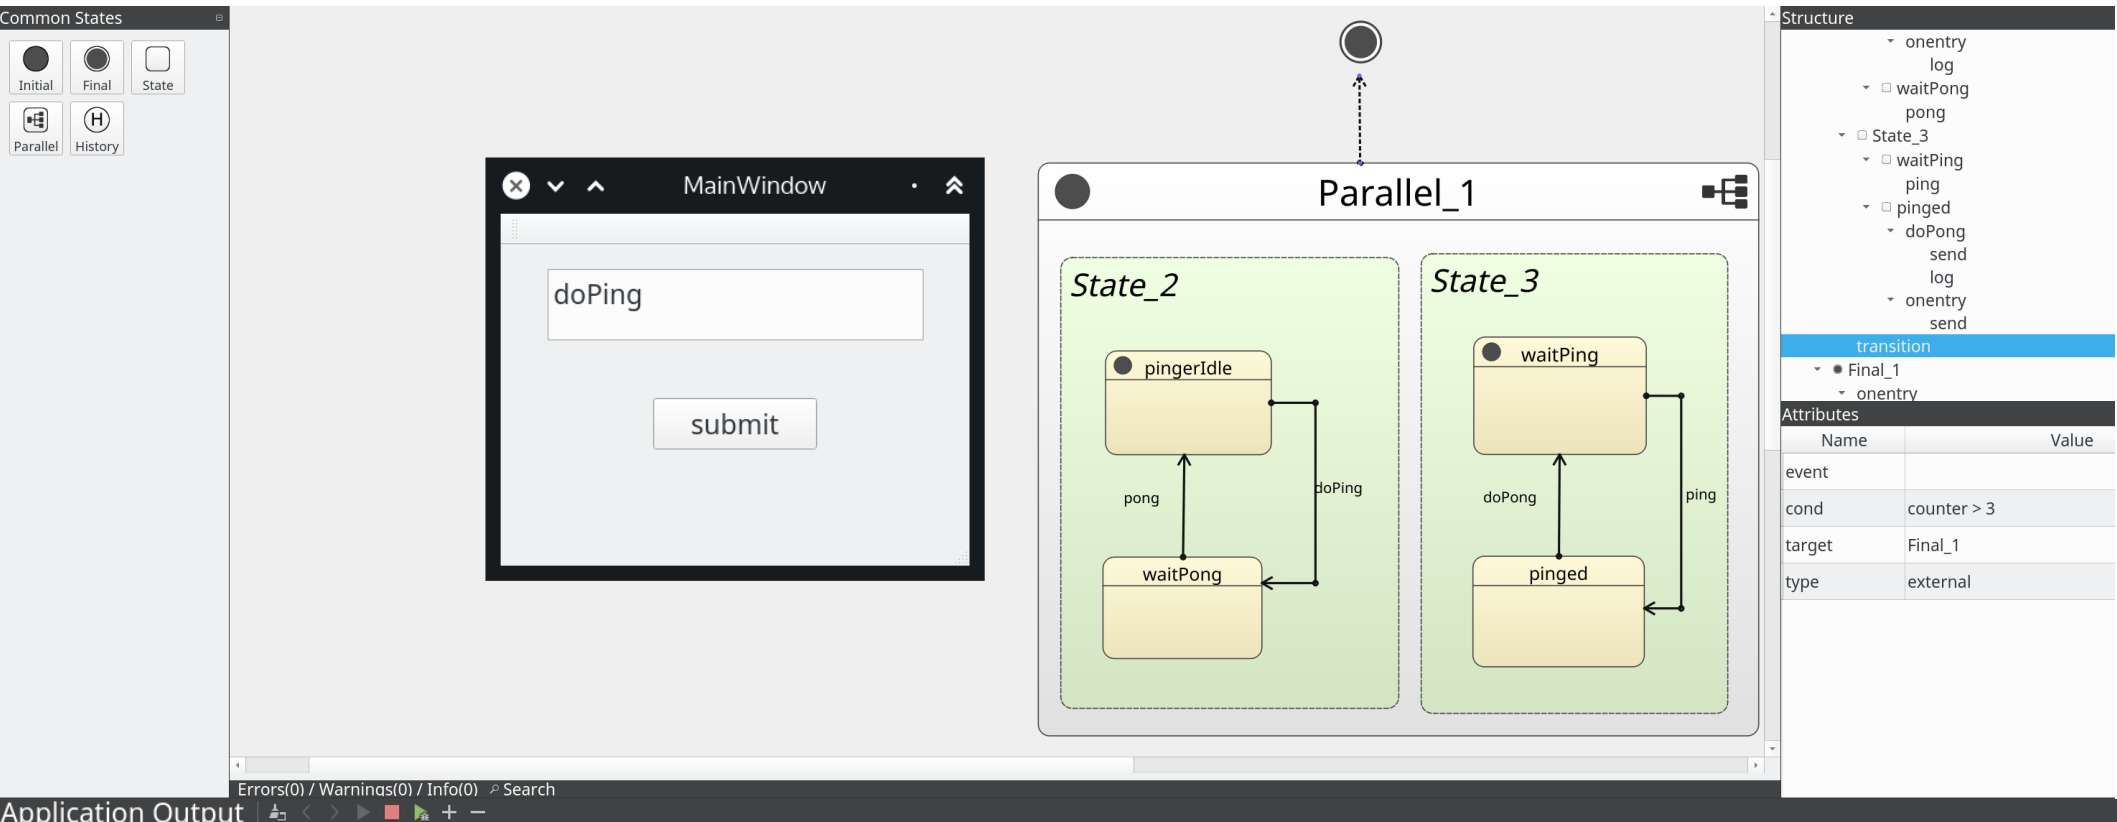 Common States
Initial
Final
State
Parallel
History
H
MainWindow
doPing
submit
Parallel_1
State_2
pingerIdle
pong
doPing
waitPong
State_3
waitPing
doPong
ping
pinged
Errors(0) / Warnings(0) / Info(0) Search
Application Output
Structure
onentry
log
waitPong
pong
State_3
waitPing
ping
pinged
doPong
send
log
onentry
send
transition
Final_1
onentry
Attributes
Name Value
event
cond counter > 3
target Final_1
type external